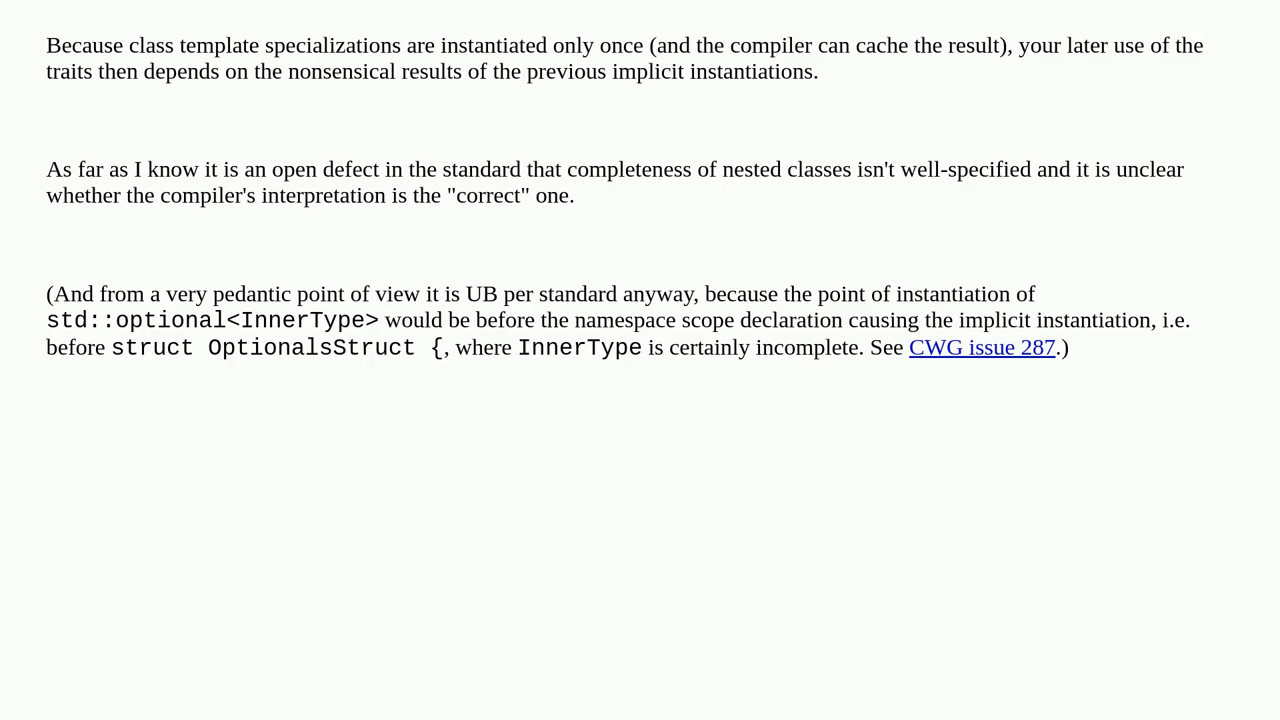 Because class template specializations are instantiated only once (and the compiler can cache the result), your later use of the
traits then depends on the nonsensical results of the previous implicit instantiations.
As far as I know it is an open defect in the standard that completeness of nested classes isn't well-specified and it is unclear
whether the compiler's interpretation is the "correct" one.
(And from a very pedantic point of view it is UB per standard anyway, because the point of instantiation of
std::optional<InnerType> would be before the namespace scope declaration causing the implicit instantiation, i.e.
before struct OptionalsStruct {, where InnerType is certainly incomplete. See CWG issue 287.)